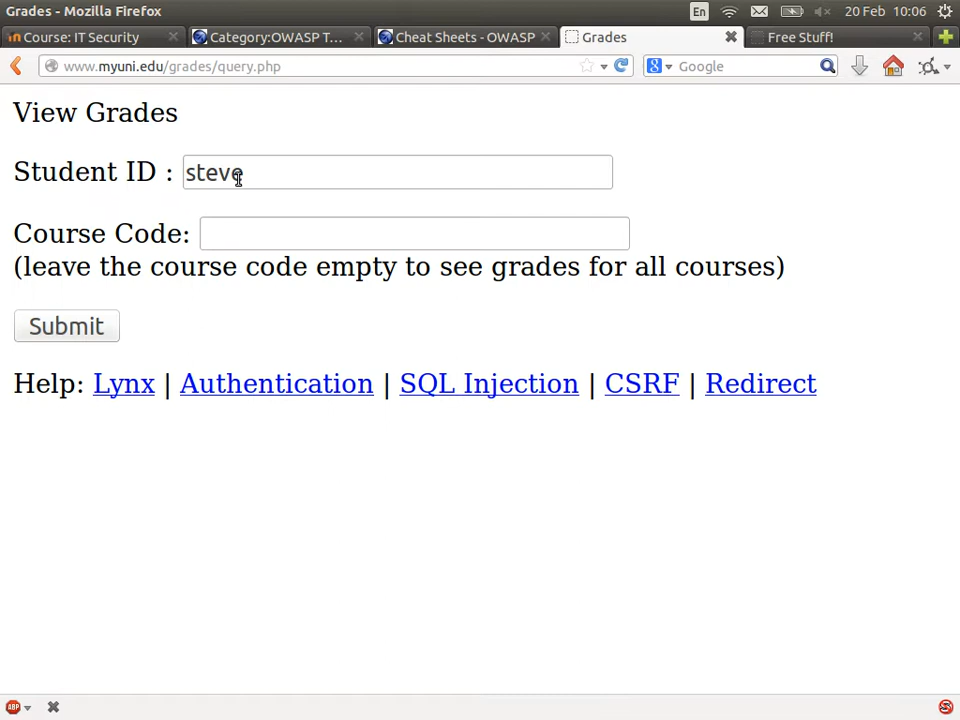 Grades - Mozilla Firefox
En
20 Feb 10:06
Course: IT Security
Category:OWASP T...
Cheat Sheets - OWASP
Grades
Free Stuff!
www.myuni.edu/grades/query.php
8
Google
View Grades
Student ID : steve
Course Code:
(leave the course code empty to see grades for all courses)
Submit
Help: Lynx | Authentication | SQL Injection | CSRF | Redirect
ABP